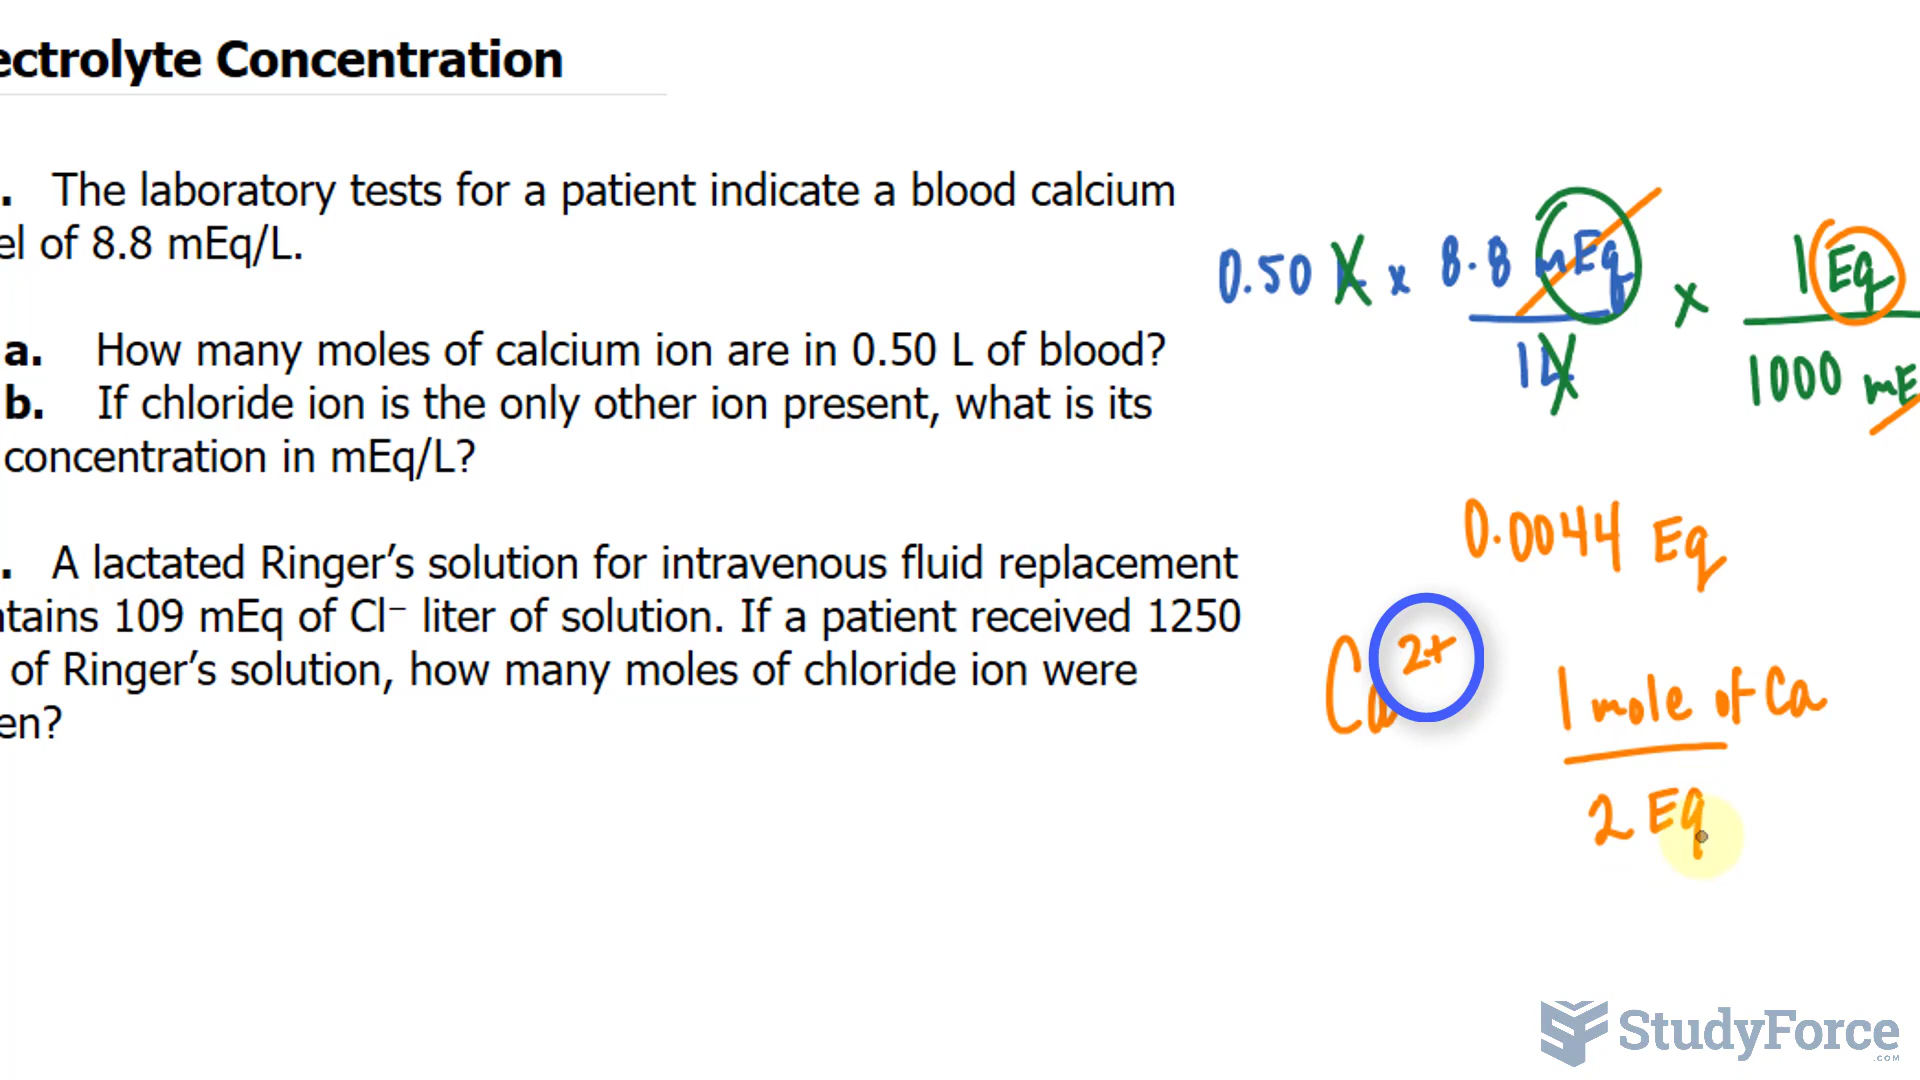 ectrolyte Concentration
. The laboratory tests for a patient indicate a blood calcium
el of 8.8 mEq/L.
a. How many moles of calcium ion are in 0.50 L of blood?
b. If chloride ion is the only other ion present, what is its
concentration in mEq/L?
. A lactated Ringer’s solution for intravenous fluid replacement
ntains 109 mEq of Cl⁻ liter of solution. If a patient received 1250
of Ringer’s solution, how many moles of chloride ion were
en?
0.50 L x 8.8 mEq x 1 Eq
1 L 1000 mE
0.0044 Eq
Ca 2+
1 mole of Ca
2 Eq
StudyForce
.COM